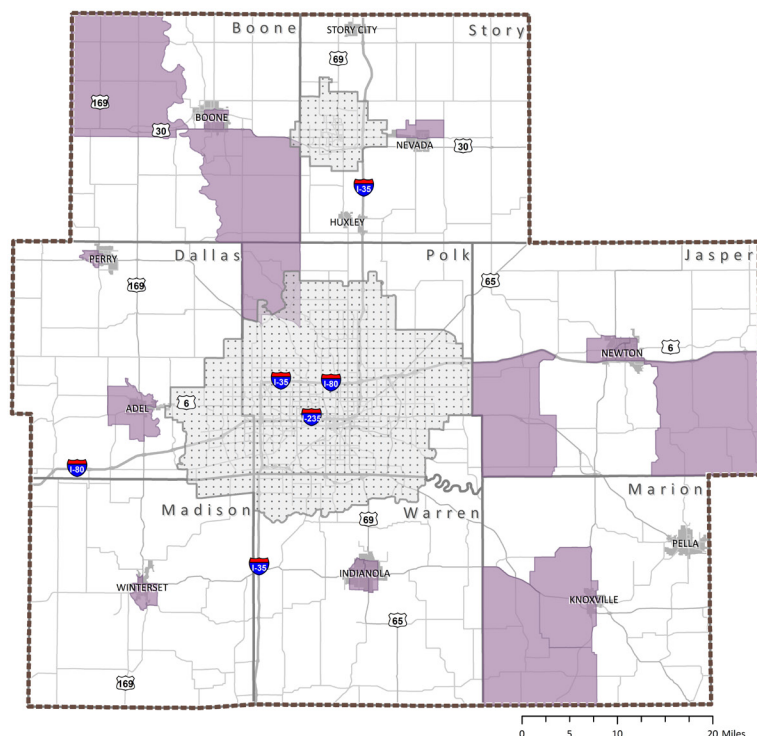 Boone
STORY CITY
Story
69
169
BOONE
30
NEVADA
30
I-35
HUXLEY
PERRY
Dallas
Polk
Jasper
65
169
NEWTON
6
I-35
I-80
ADEL
6
I-235
I-80
Madison
Warren
Marion
69
PELLA
I-35
WINTERSET
INDIANOLA
KNOXVILLE
65
169
0 5 10 20 Miles